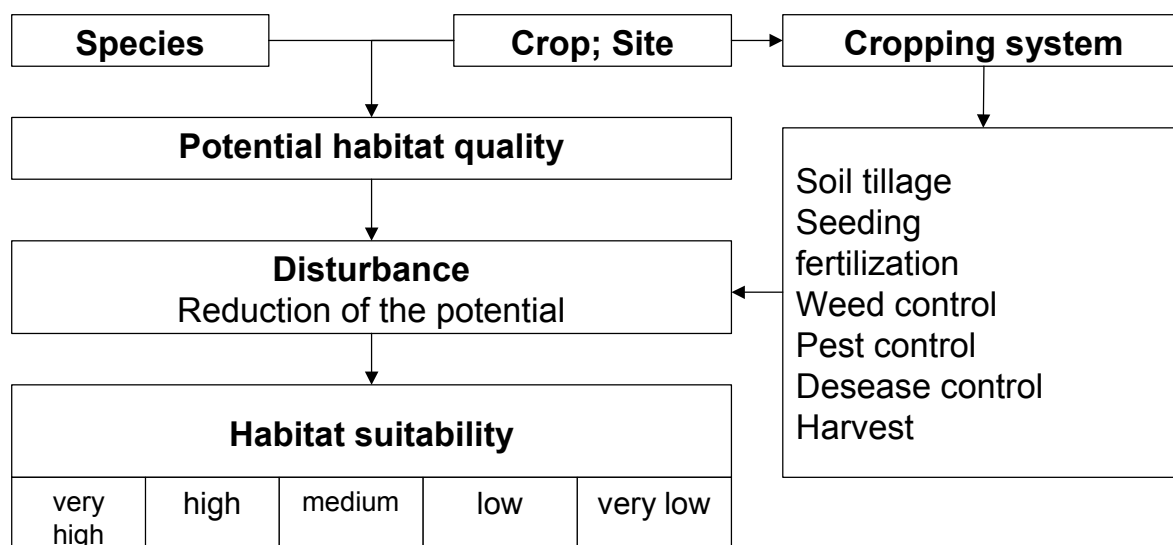 Species
Crop; Site
Cropping system
Potential habitat quality
Disturbance
Reduction of the potential
Soil tillage
Seeding
fertilization
Weed control
Pest control
Desease control
Harvest
Habitat suitability
very
high
high
medium
low
very low